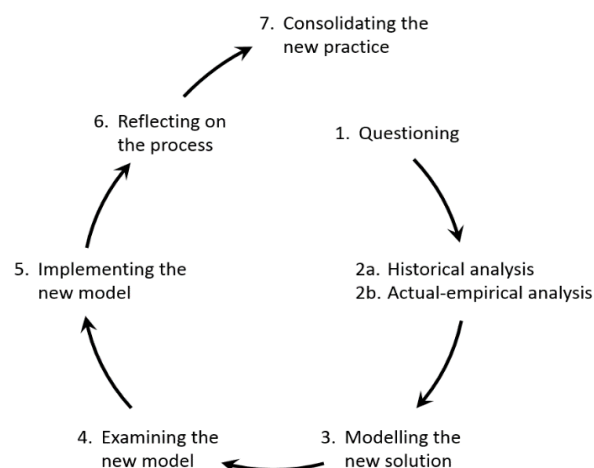 7. Consolidating the
new practice
6. Reflecting on
the process
1. Questioning
5. Implementing the
new model
2a. Historical analysis
2b. Actual-empirical analysis
4. Examining the
new model
3. Modelling the
new solution